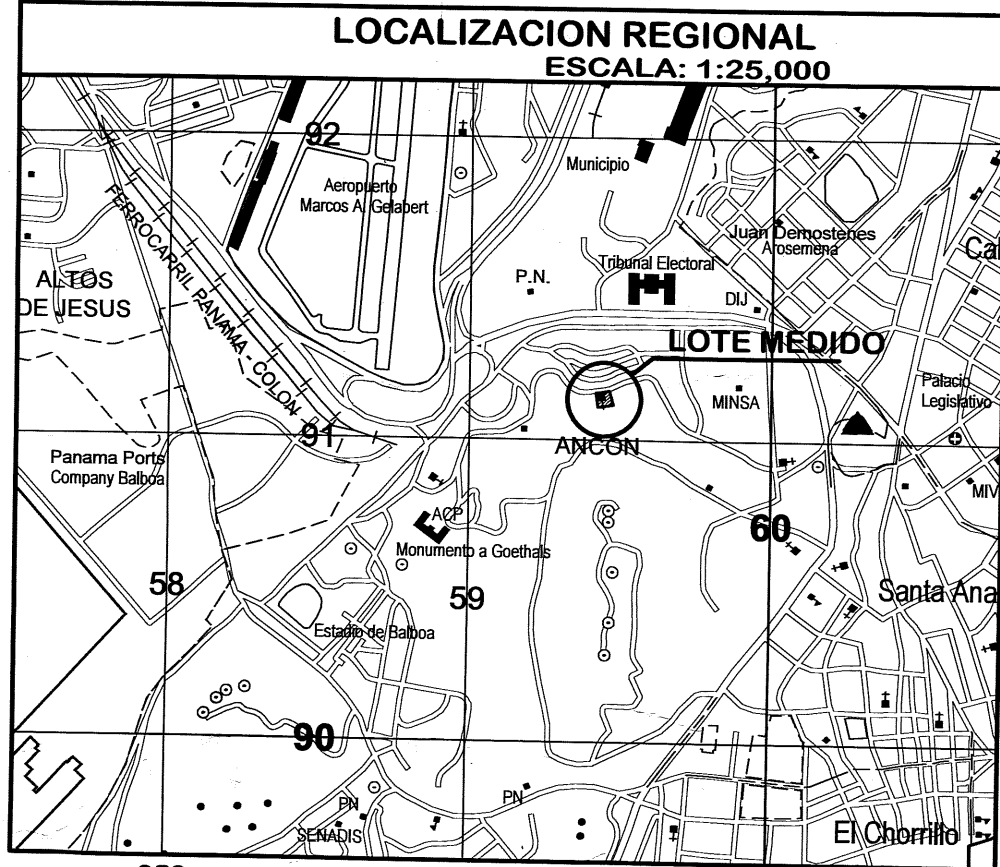 LOCALIZACION REGIONAL
ESCALA: 1:25,000
92
Municipio
Aeropuerto
Marcos A. Gelabert
FERROCARRIL PANAMA - COLON
Juan Demostenes
Arosemena
Tribunal Electoral
P.N.
DIJ
ALTOS
DE JESUS
LOTE MEDIDO
Palacio
Legislativo
MINSA
91
ANCON
Panama Ports
Company Balboa
MIV
ACP
60
Monumento a Goethals
58
59
Santa Ana
Estadio de Balboa
90
PN
PN
SENADIS
El Chorrillo